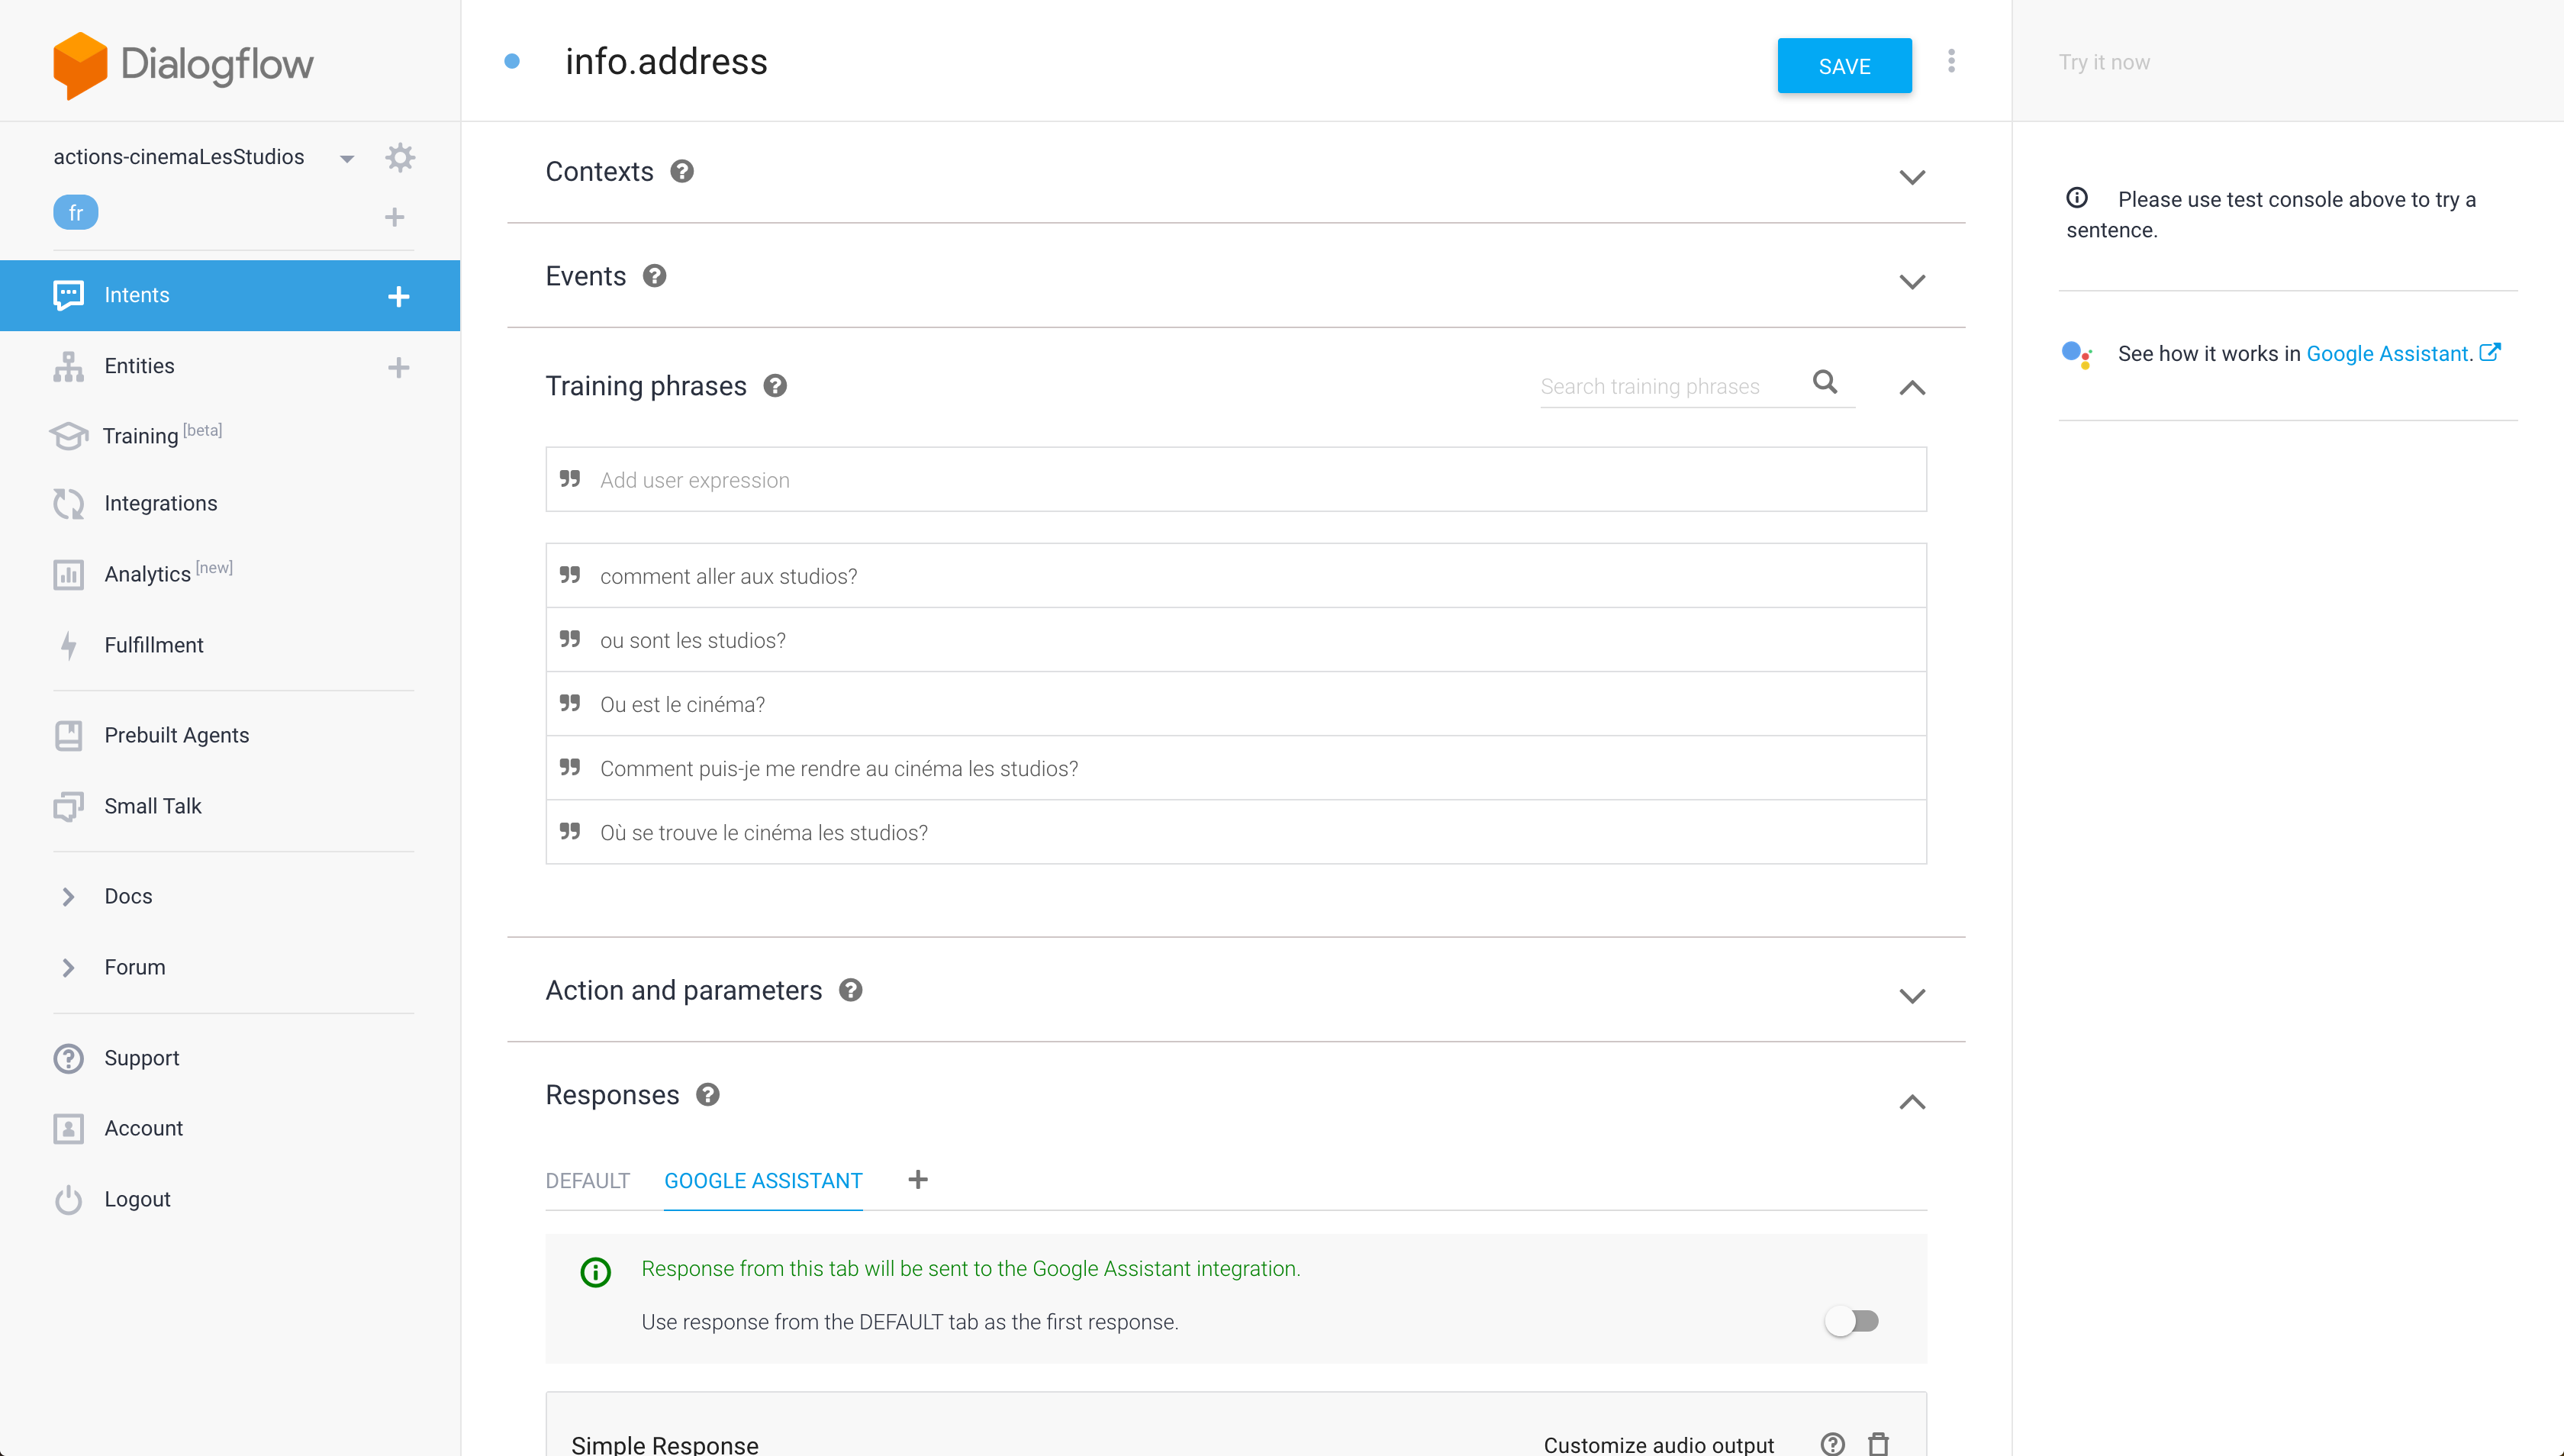 Dialogflow
actions-cinemaLesStudios
fr
Intents
Entities
Training [beta]
Integrations
Analytics [new]
Fulfillment
Prebuilt Agents
Small Talk
Docs
Forum
Support
Account
Logout
info.address
SAVE
Contexts
Events
Training phrases
Search training phrases
Add user expression
comment aller aux studios?
ou sont les studios?
Ou est le cinéma?
Comment puis-je me rendre au cinéma les studios?
Où se trouve le cinéma les studios?
Action and parameters
Responses
DEFAULT GOOGLE ASSISTANT
Response from this tab will be sent to the Google Assistant integration.
Use response from the DEFAULT tab as the first response.
Simple Response
Customize audio output
Try it now
Please use test console above to try a
sentence.
See how it works in Google Assistant.